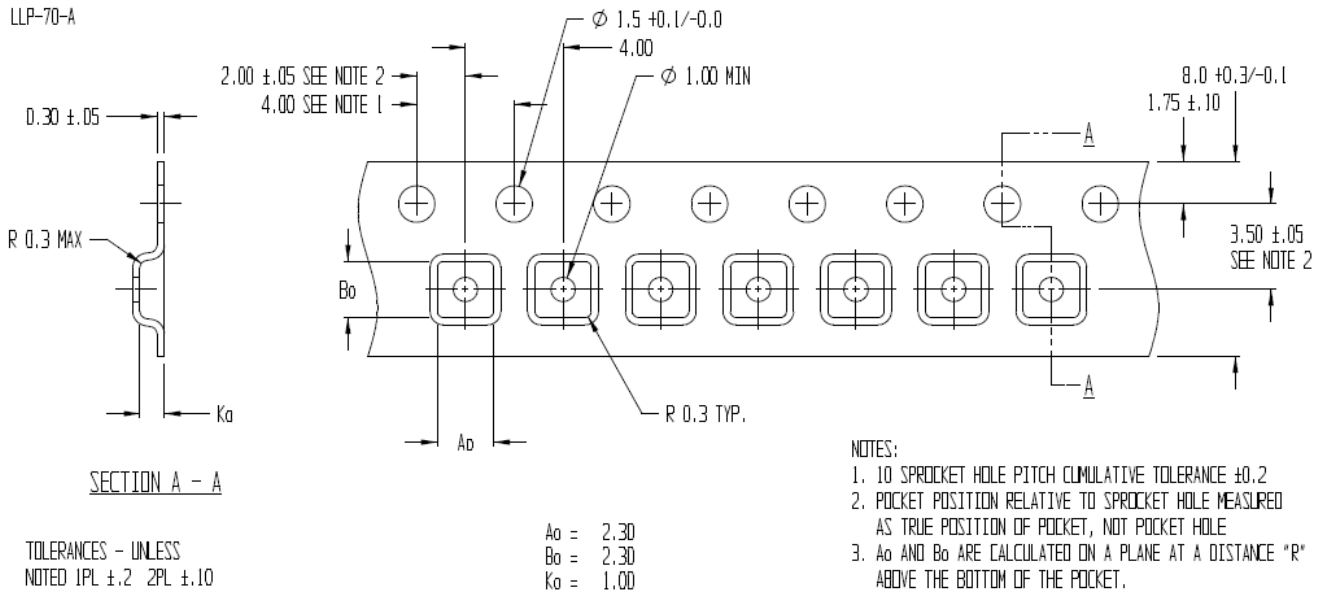 LLP-70-A
Ø 1.5 +0.1/-0.0
4.00
2.00 ±.05 SEE NOTE 2
Ø 1.00 MIN
4.00 SEE NOTE 1
8.0 +0.3/-0.1
1.75 ±.10
0.30 ±.05
A
R 0.3 MAX
3.50 ±.05
SEE NOTE 2
Bo
A
Ko
R 0.3 TYP.
Ao
SECTION A - A
TOLERANCES - UNLESS
NOTED 1PL ±.2 2PL ±.10
Ao = 2.30
Bo = 2.30
Ko = 1.00
NOTES:
1. 10 SPROCKET HOLE PITCH CUMULATIVE TOLERANCE ±0.2
2. POCKET POSITION RELATIVE TO SPROCKET HOLE MEASURED
AS TRUE POSITION OF POCKET, NOT POCKET HOLE
3. Ao AND Bo ARE CALCULATED ON A PLANE AT A DISTANCE "R"
ABOVE THE BOTTOM OF THE POCKET.